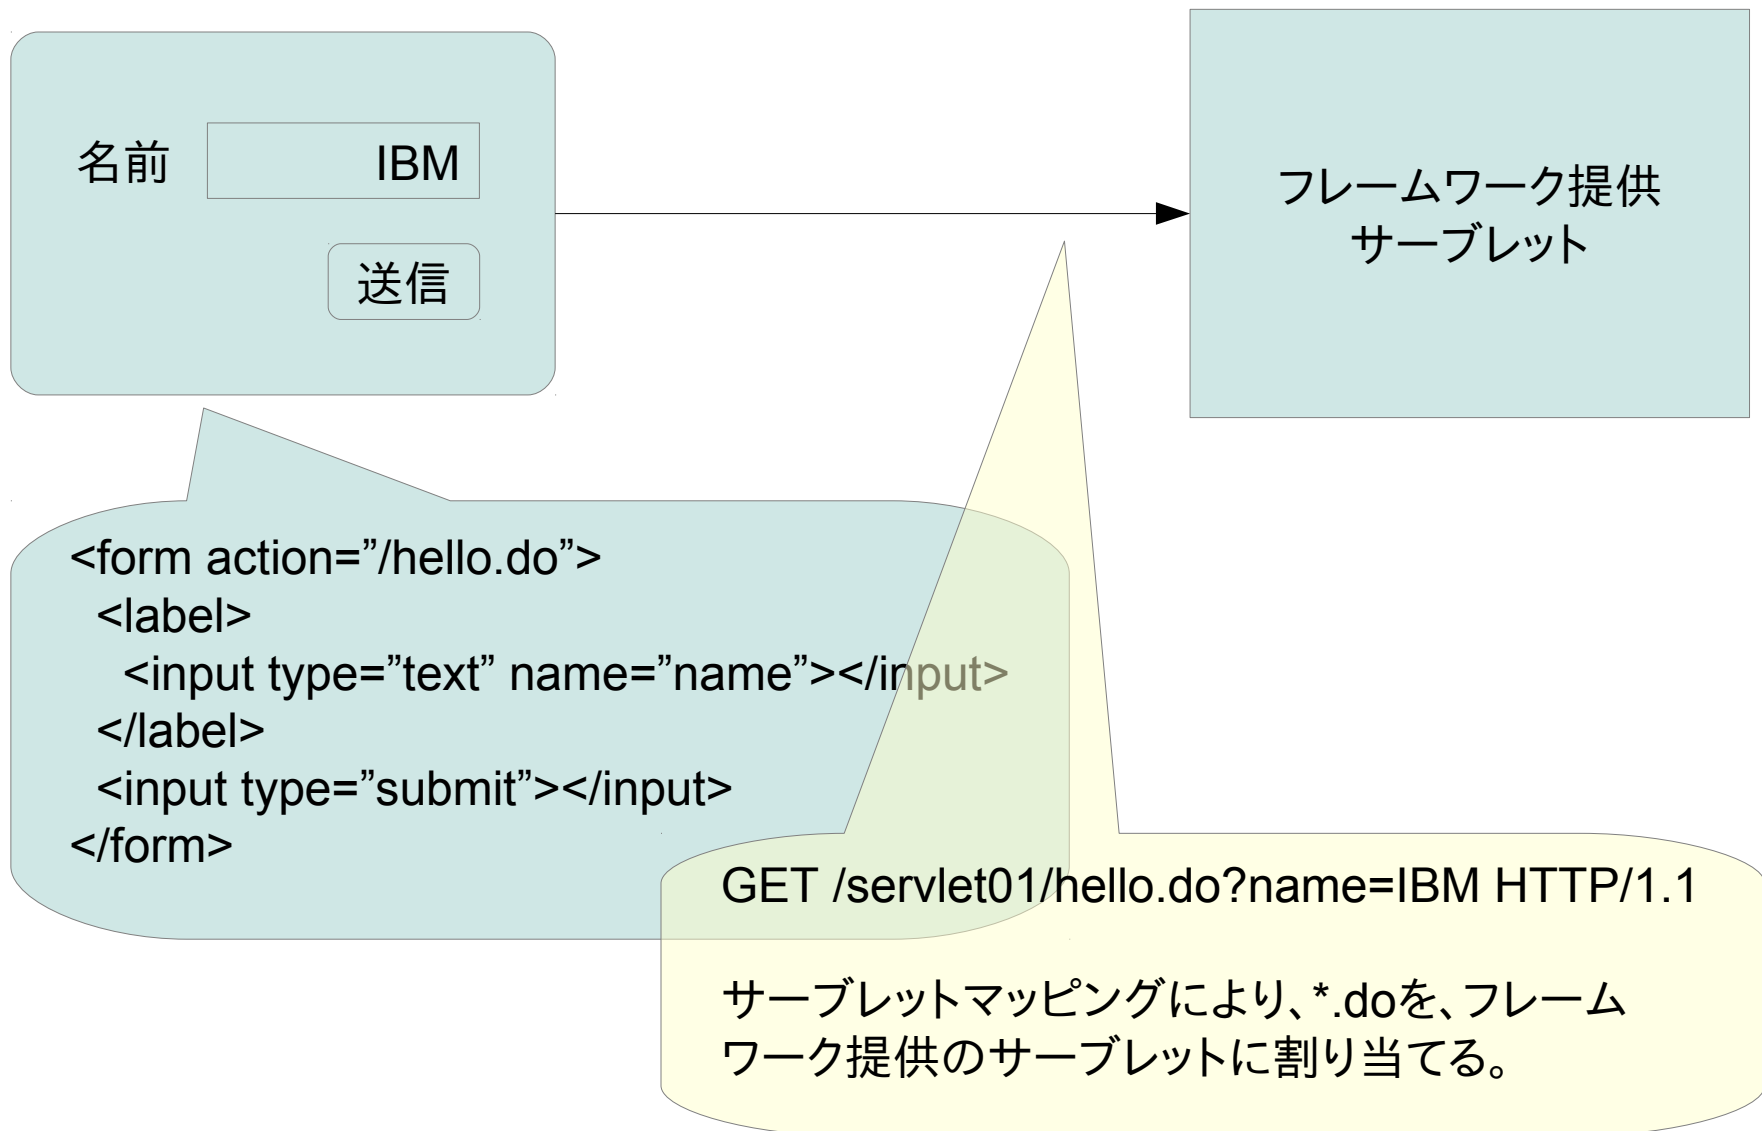 名前
IBM
送信
フレームワーク提供
サーブレット
<form action=”/hello.do”>
<label>
<input type=”text” name=”name”></input>
</label>
<input type=”submit”></input>
</form>
GET /servlet01/hello.do?name=IBM HTTP/1.1
サーブレットマッピングにより、*.doを、フレーム
ワーク提供のサーブレットに割り当てる。